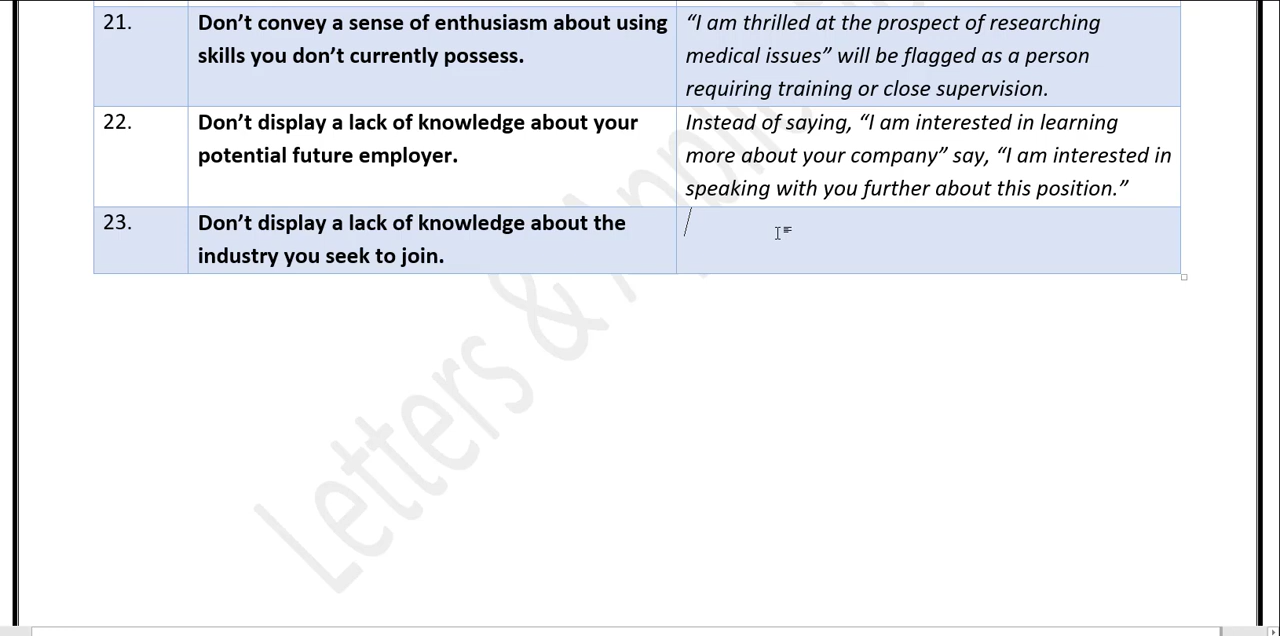 21.
Don’t convey a sense of enthusiasm about using
skills you don’t currently possess.
“I am thrilled at the prospect of researching
medical issues” will be flagged as a person
requiring training or close supervision.
22.
Don’t display a lack of knowledge about your
potential future employer.
Instead of saying, “I am interested in learning
more about your company” say, “I am interested in
speaking with you further about this position.”
23.
Don’t display a lack of knowledge about the
industry you seek to join.
Letters &